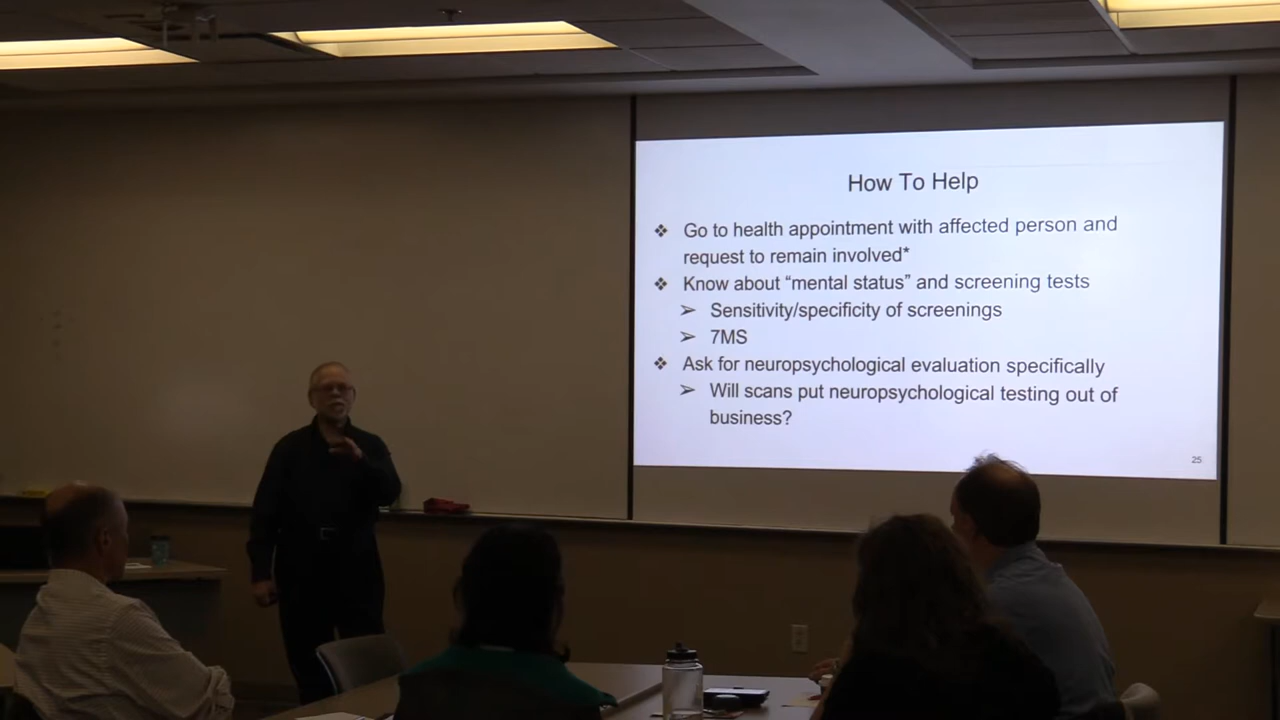 How To Help
❖ Go to health appointment with affected person and
request to remain involved*
❖ Know about “mental status” and screening tests
➢ Sensitivity/specificity of screenings
➢ 7MS
❖ Ask for neuropsychological evaluation specifically
➢ Will scans put neuropsychological testing out of
business?
25